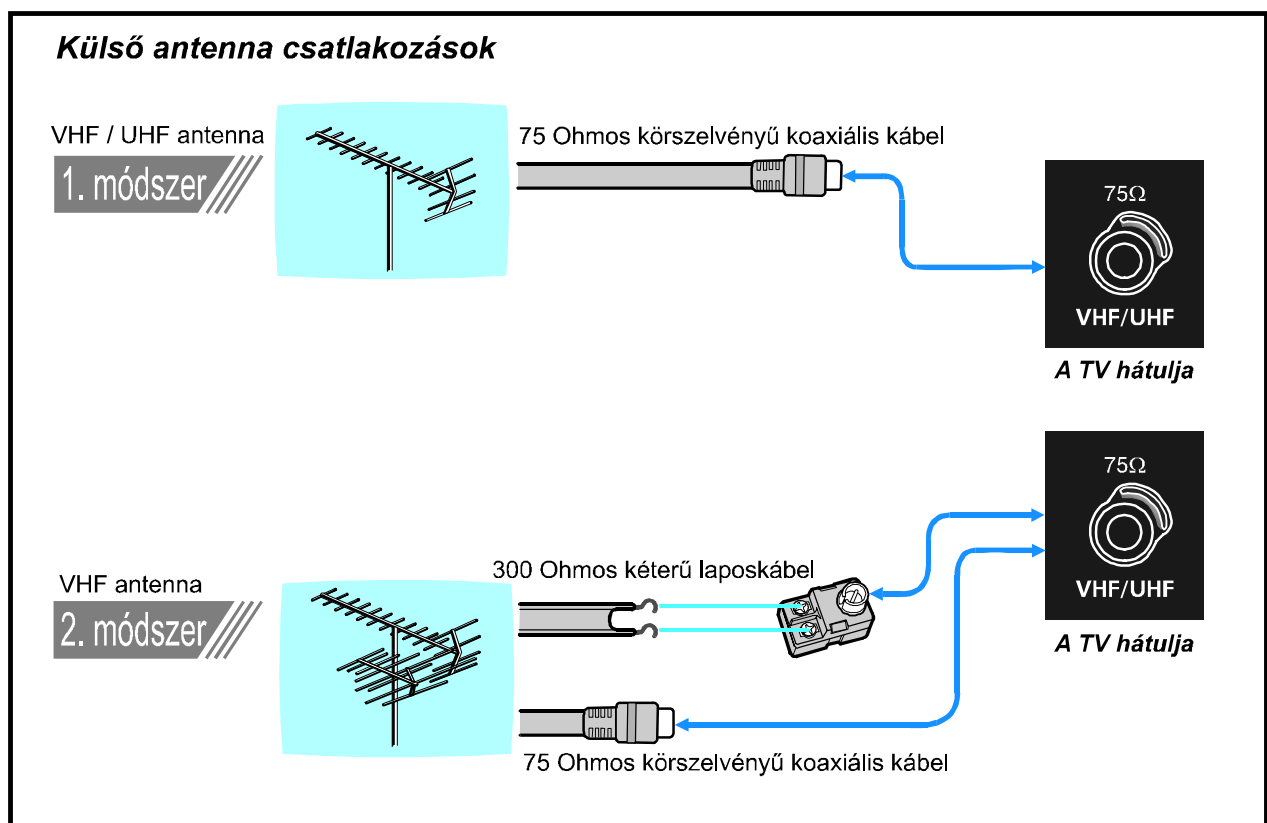 Külső antenna csatlakozások
VHF / UHF antenna
1. módszer
75 Ohmos körszelvényű koaxiális kábel
75Ω
VHF/UHF
A TV hátulja
VHF antenna
2. módszer
300 Ohmos kéterű laposkábel
75 Ohmos körszelvényű koaxiális kábel
75Ω
VHF/UHF
A TV hátulja